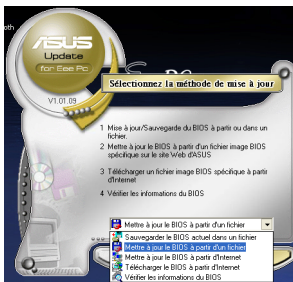 oth
ASUS
Update
for Eee Pc
V1.01.09
Sélectionnez la méthode de mise à jour
1 Mise à jour/Sauvegarde du BIOS à partir ou dans un
fichier.
2 Mettre à jour le BIOS à partir d'un fichier image BIOS
spécifique sur le site Web d'ASUS
3 Télécharger un fichier image BIOS spécifique à partir
d'Internet
4 Vérifier les informations du BIOS
Mettre à jour le BIOS à partir d'un fichier
Sauvegarder le BIOS actuel dans un fichier
Mettre à jour le BIOS à partir d'un fichier
Mettre à jour le BIOS à partir d'Internet
Télécharger le BIOS à partir d'Internet
Vérifier les informations du BIOS